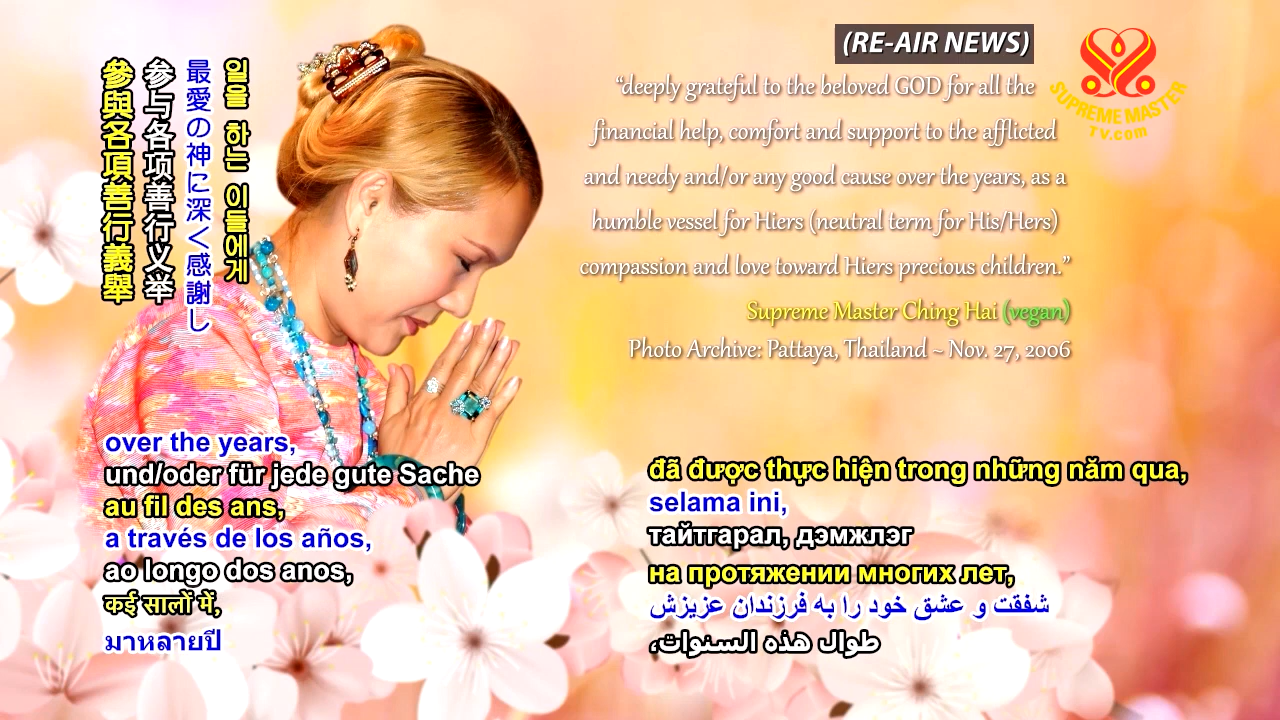 (RE-AIR NEWS)
SUPREME MASTER
TV.com
“deeply grateful to the beloved GOD for all the
financial help, comfort and support to the afflicted
and needy and/or any good cause over the years, as a
humble vessel for Hiers (neutral term for His/Hers)
compassion and love toward Hiers precious children.”
Supreme Master Ching Hai (vegan)
Photo Archive: Pattaya, Thailand ~ Nov. 27, 2006
參與各項善行義舉
参与各项善行义举
最愛の神に深く感謝し
일을 하는 이들에게
over the years,
und/oder für jede gute Sache
au fil des ans,
a través de los años,
ao longo dos anos,
कई सालों में,
มาหลายปี
đã được thực hiện trong những năm qua,
selama ini,
тайтгарал, дэмжлэг
на протяжении многих лет,
شفقت و عشق خود را به فرزندان عزیزش
طوال هذه السنوات،